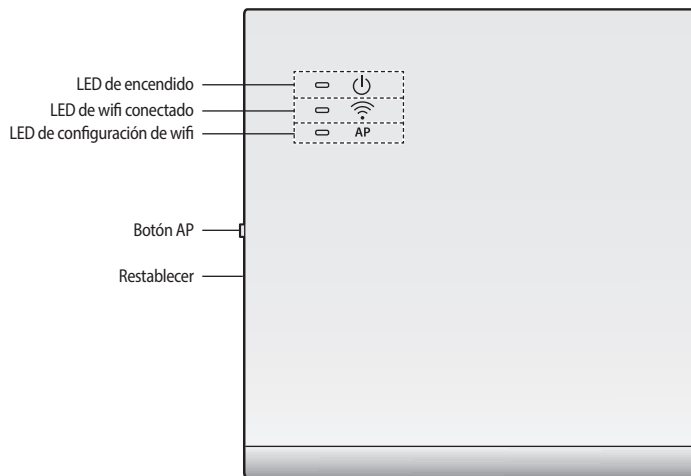 LED de encendido
LED de wifi conectado
LED de configuración de wifi
AP
Botón AP
Restablecer